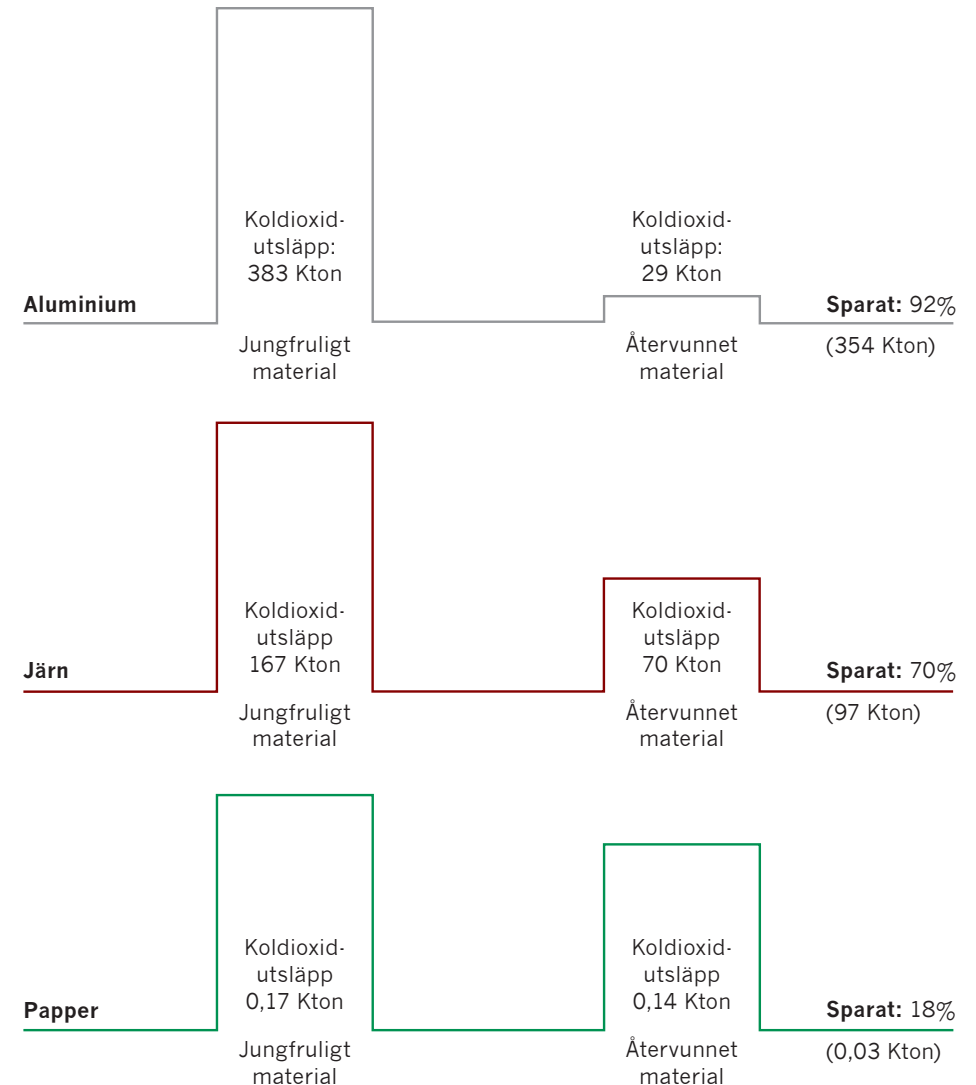 Koldioxid-
utsläpp:
383 Kton
Koldioxid-
utsläpp:
29 Kton
Aluminium
Sparat: 92%
Jungfruligt
material
Återvunnet
material
(354 Kton)
Koldioxid-
utsläpp
167 Kton
Koldioxid-
utsläpp
70 Kton
Järn
Sparat: 70%
Jungfruligt
material
Återvunnet
material
(97 Kton)
Koldioxid-
utsläpp
0,17 Kton
Koldioxid-
utsläpp
0,14 Kton
Papper
Sparat: 18%
Jungfruligt
material
Återvunnet
material
(0,03 Kton)